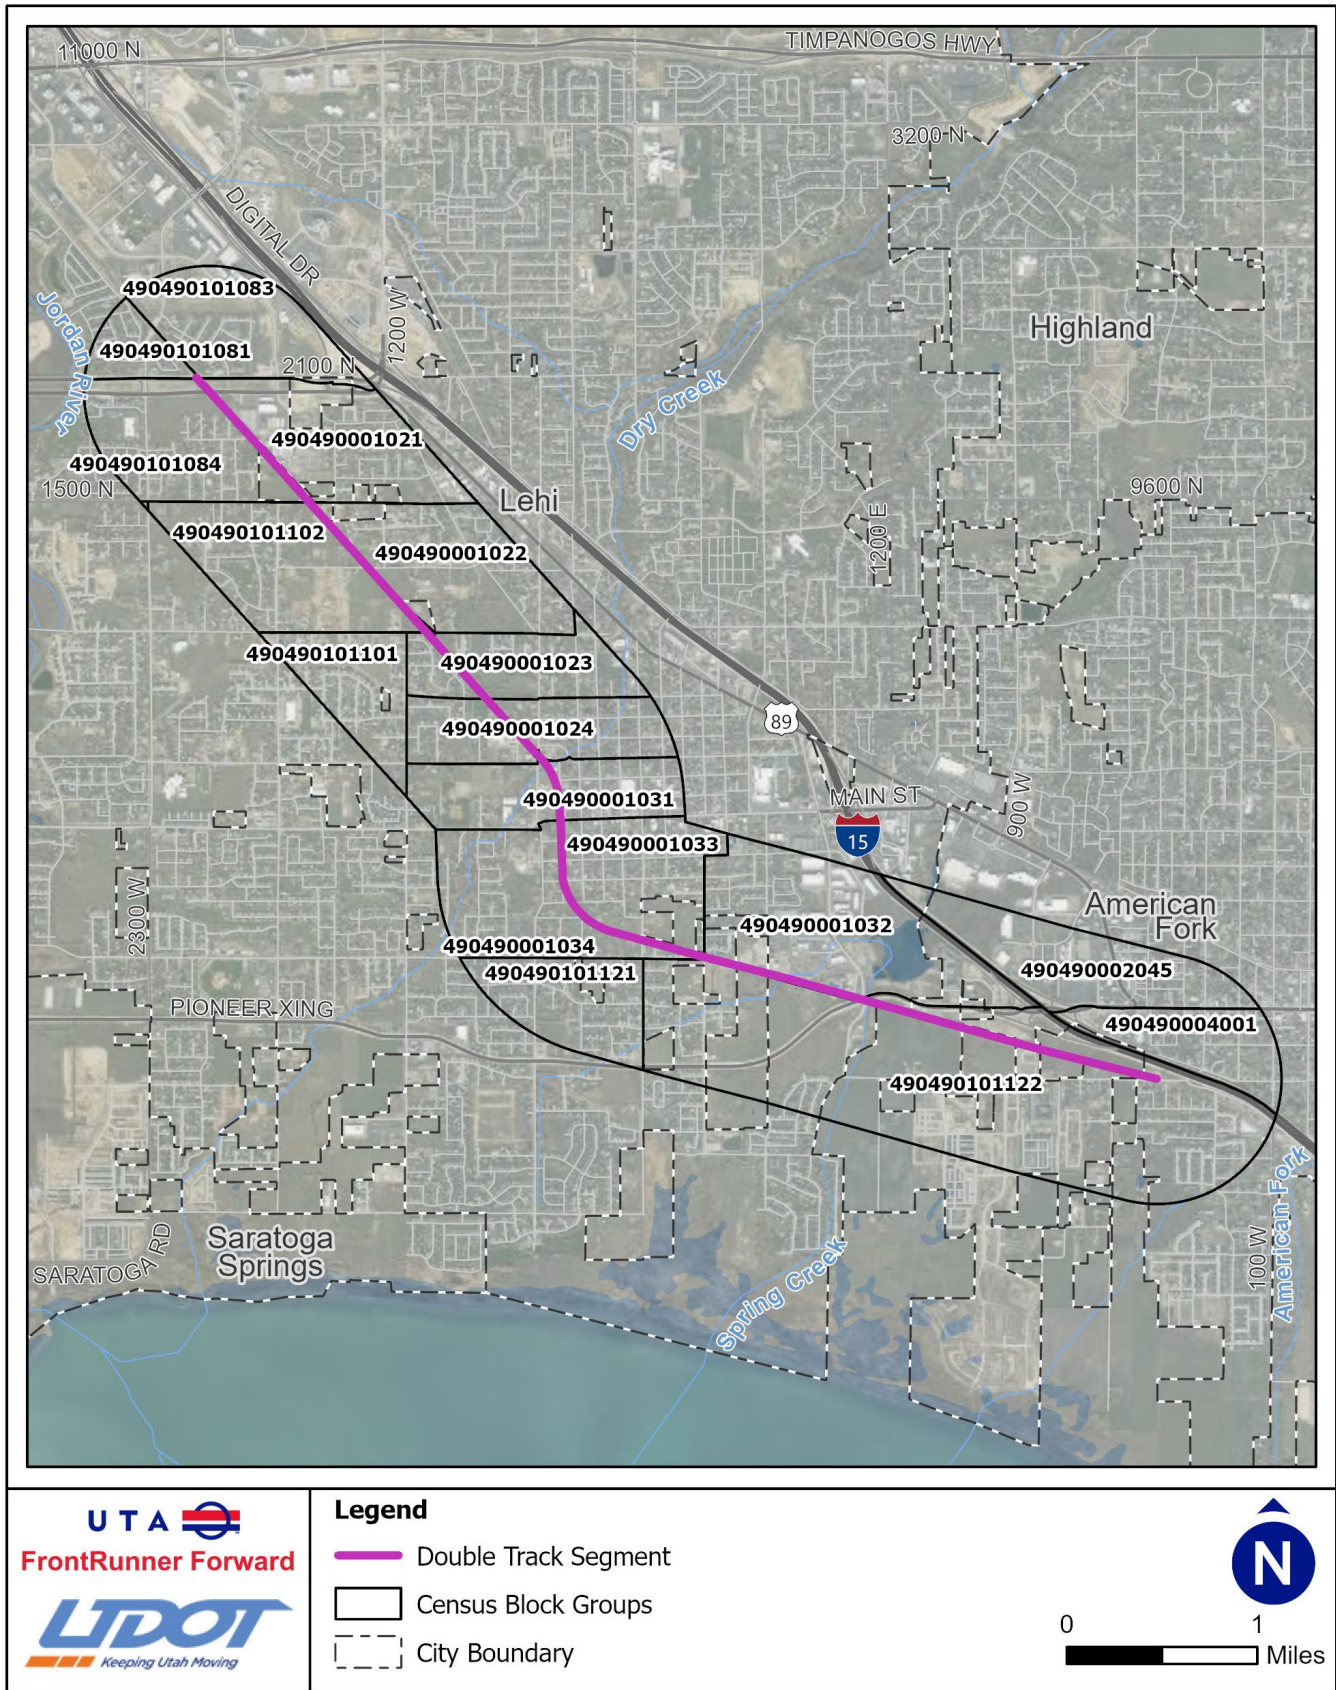 11000 N
TIMPANOGOS HWY
3200 N
DIGITAL DR
490490101083
Jordan River
1200 W
Highland
490490101081
2100 N
Dry Creek
490490001021
490490101084
1500 N
Lehi
9600 N
490490101102
490490001022
1200 E
490490101101
490490001023
89
490490001024
490490001031
MAIN ST
900 W
15
490490001033
2300 W
American
Fork
490490001032
490490001034
490490101121
490490002045
PIONEER XING
490490004001
490490101122
American Fork
100 W
Saratoga
Springs
SARATOGA RD
Spring Creek
UTA
FrontRunner Forward
UDOT
Keeping Utah Moving
Legend
Double Track Segment
Census Block Groups
City Boundary
N
0 1
Miles